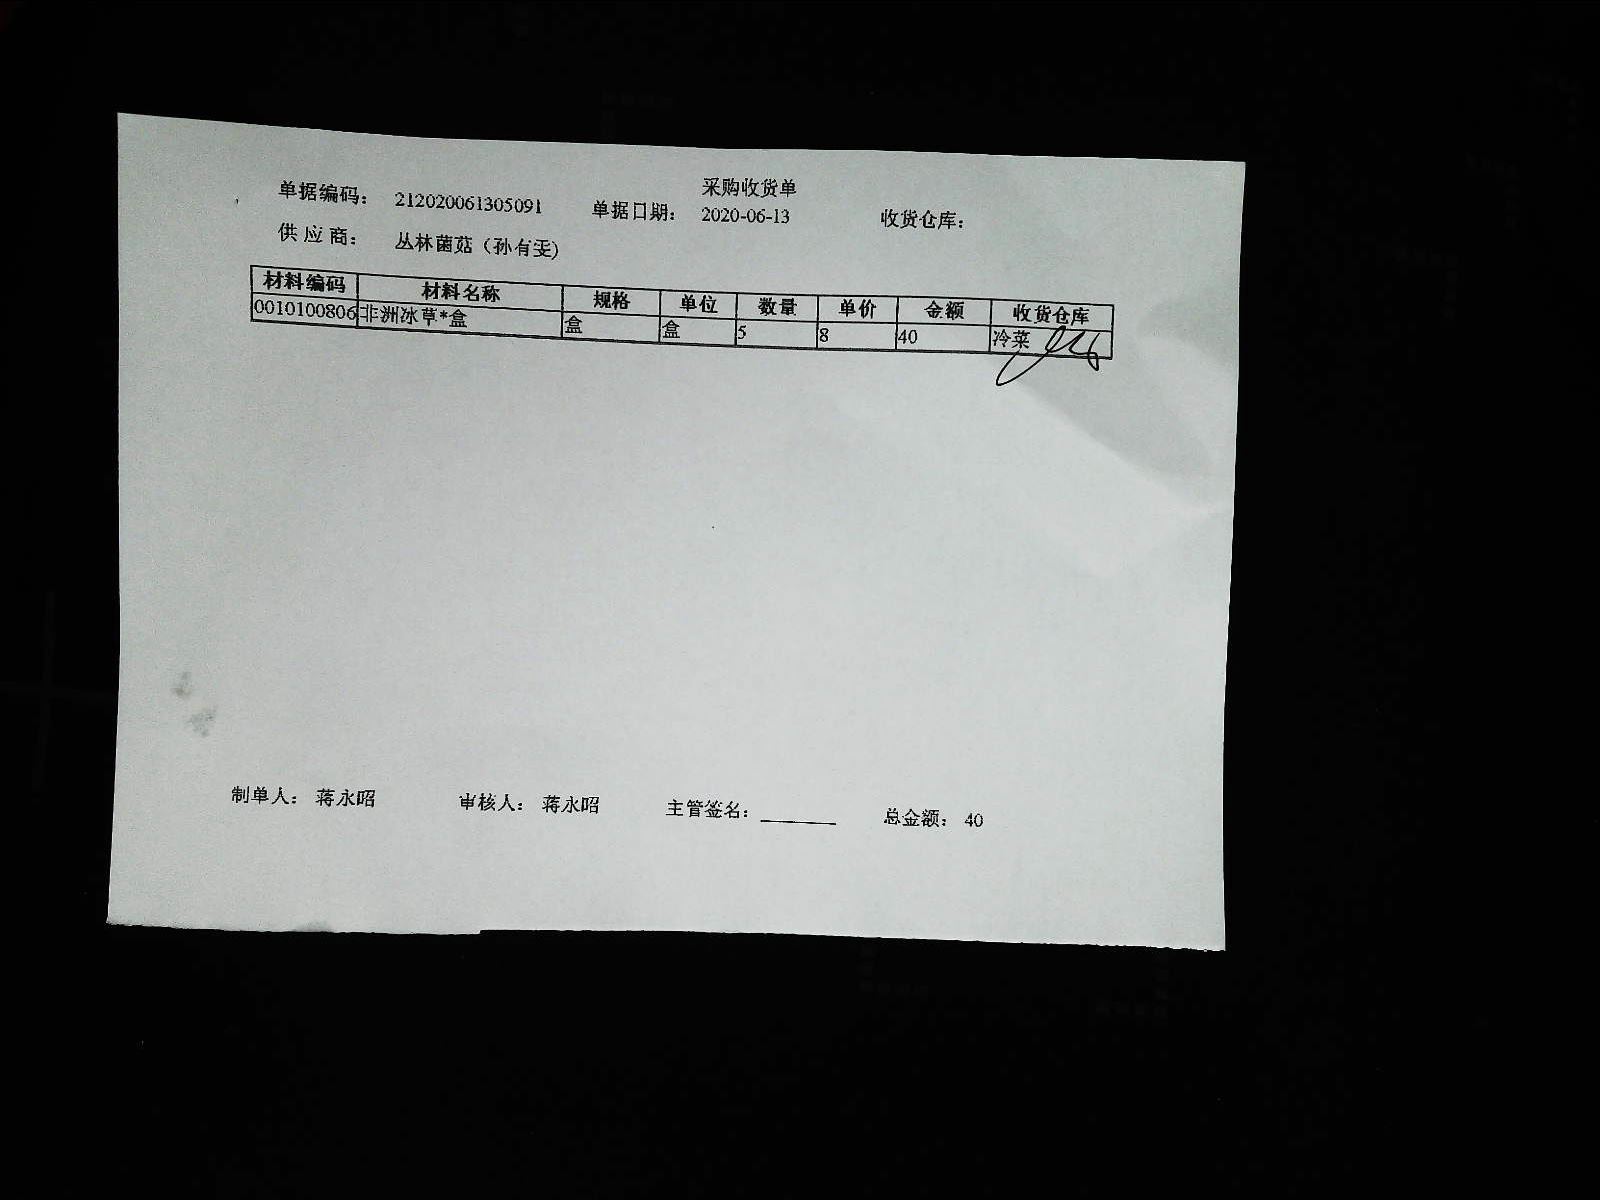 采购收货单
单据编码： 212020061305091 单据日期： 2020-06-13 收货仓库：
供 应 商： 丛林菌菇（孙有雯）
材料编码 材料名称 规格 单位 数量 单价 金额 收货仓库
0010100806 非洲冰草*盒 盒 盒 5 8 40 冷菜
制单人： 蒋永昭 审核人： 蒋永昭 主管签名：_______ 总金额： 40